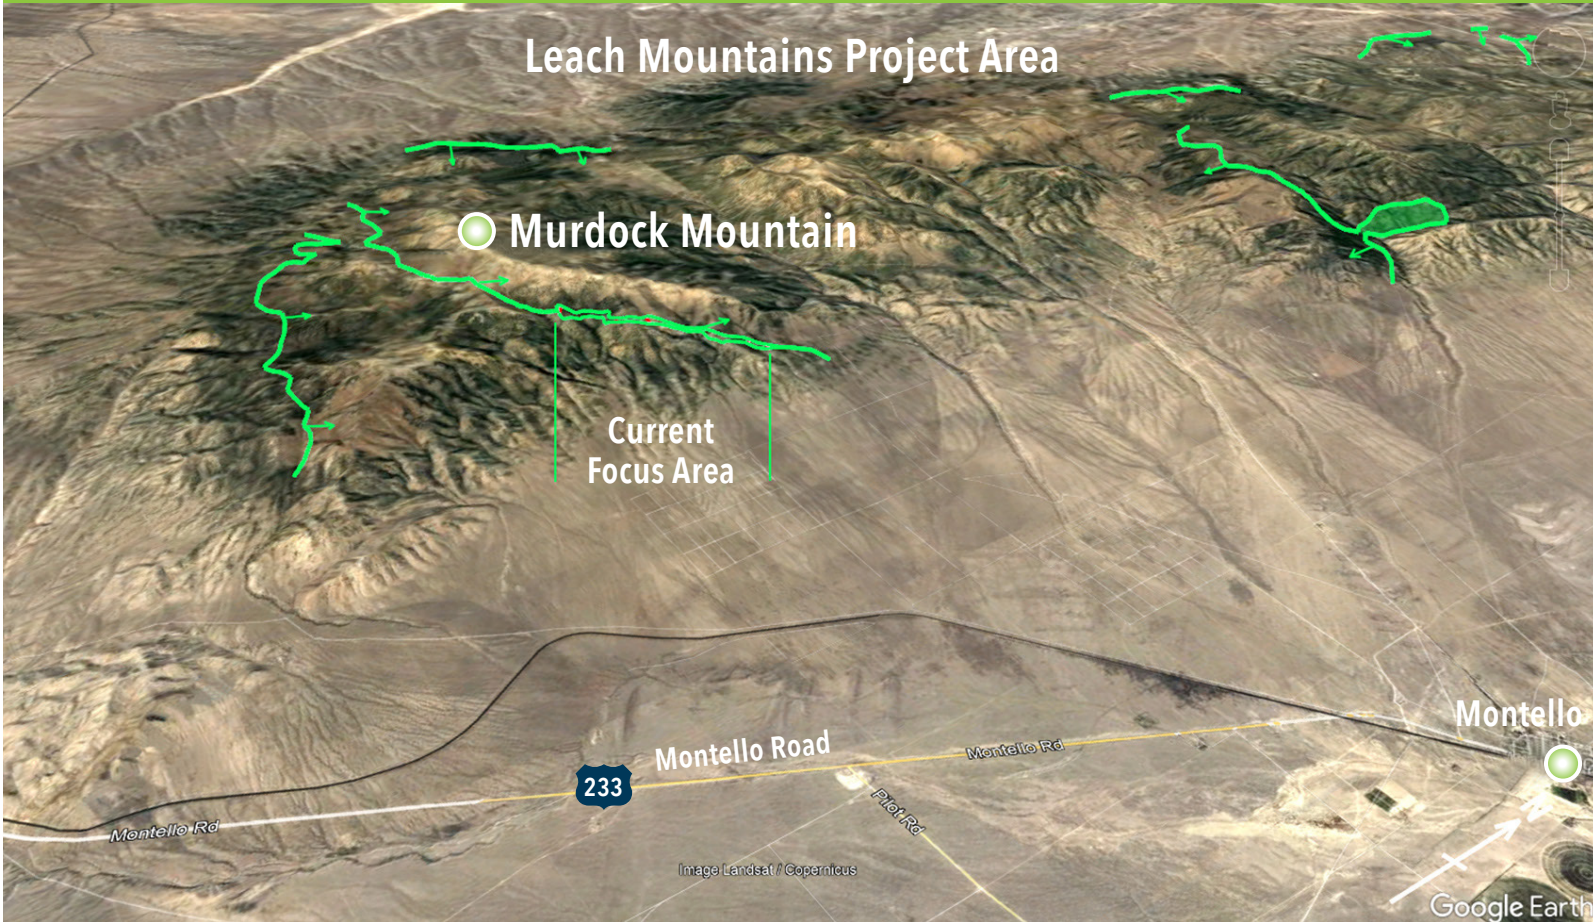 Leach Mountains Project Area
Murdock Mountain
Current
Focus Area
Montello
Montello Road
Montello Rd
233
Pilot Rd
Montello Rd
Image Landsat / Copernicus
Google Earth